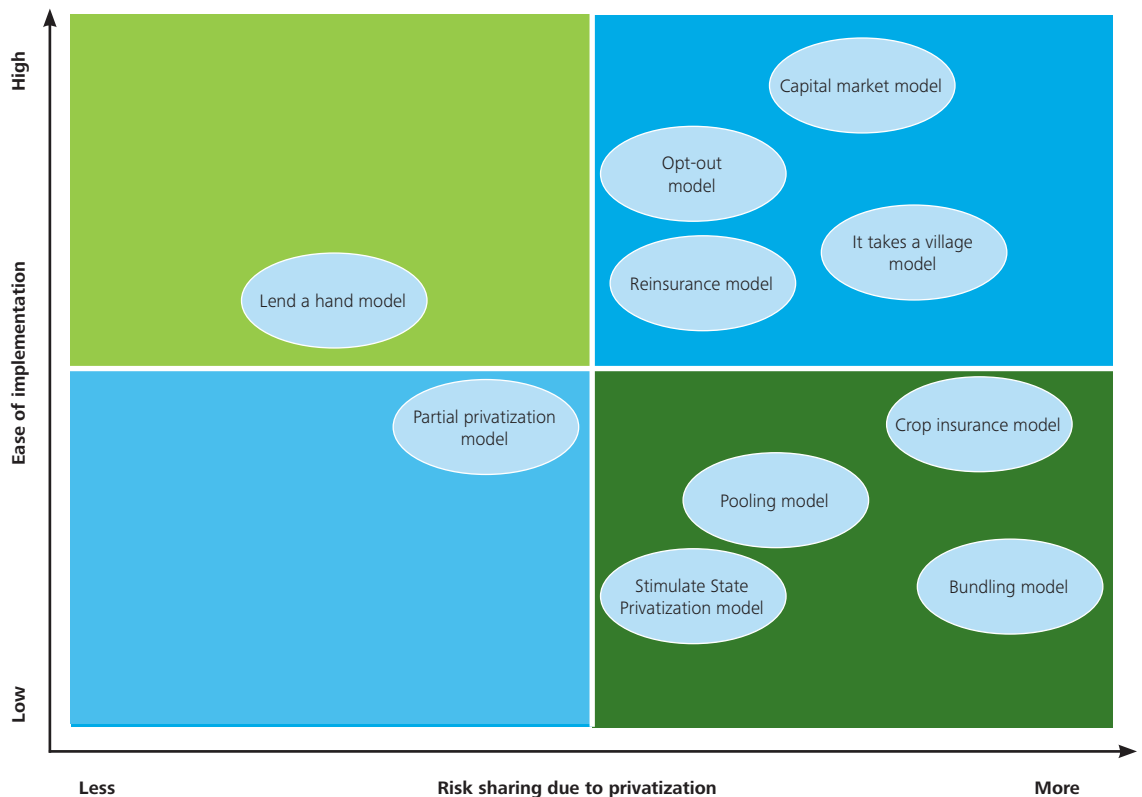 High
Ease of implementation
Low
Capital market model
Opt-out
model
It takes a village
model
Reinsurance model
Lend a hand model
Partial privatization
model
Crop insurance model
Pooling model
Stimulate State
Privatization model
Bundling model
Less
Risk sharing due to privatization
More